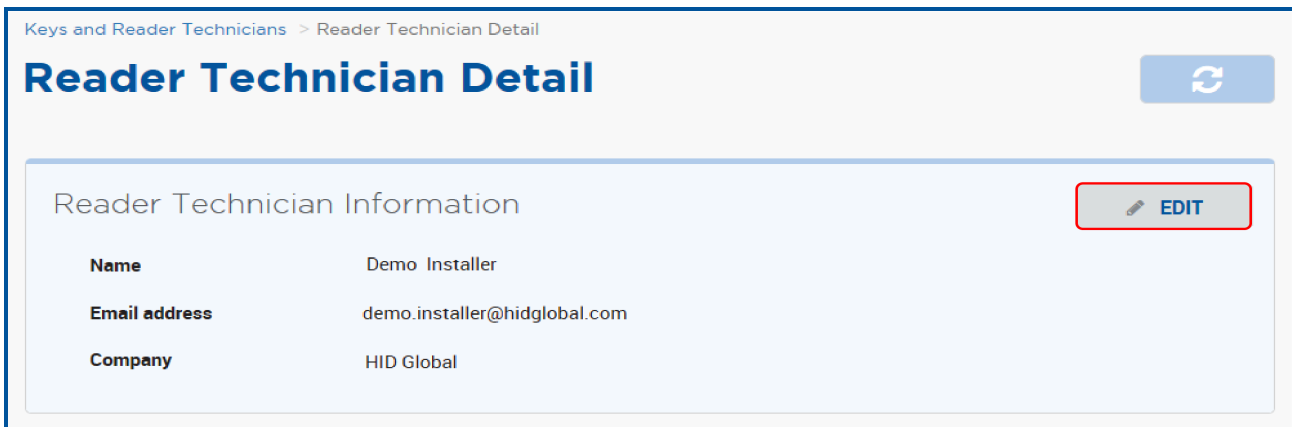 Keys and Reader Technicians > Reader Technician Detail
Reader Technician Detail
Reader Technician Information
EDIT
Name Demo Installer
Email address demo.installer@hidglobal.com
Company HID Global